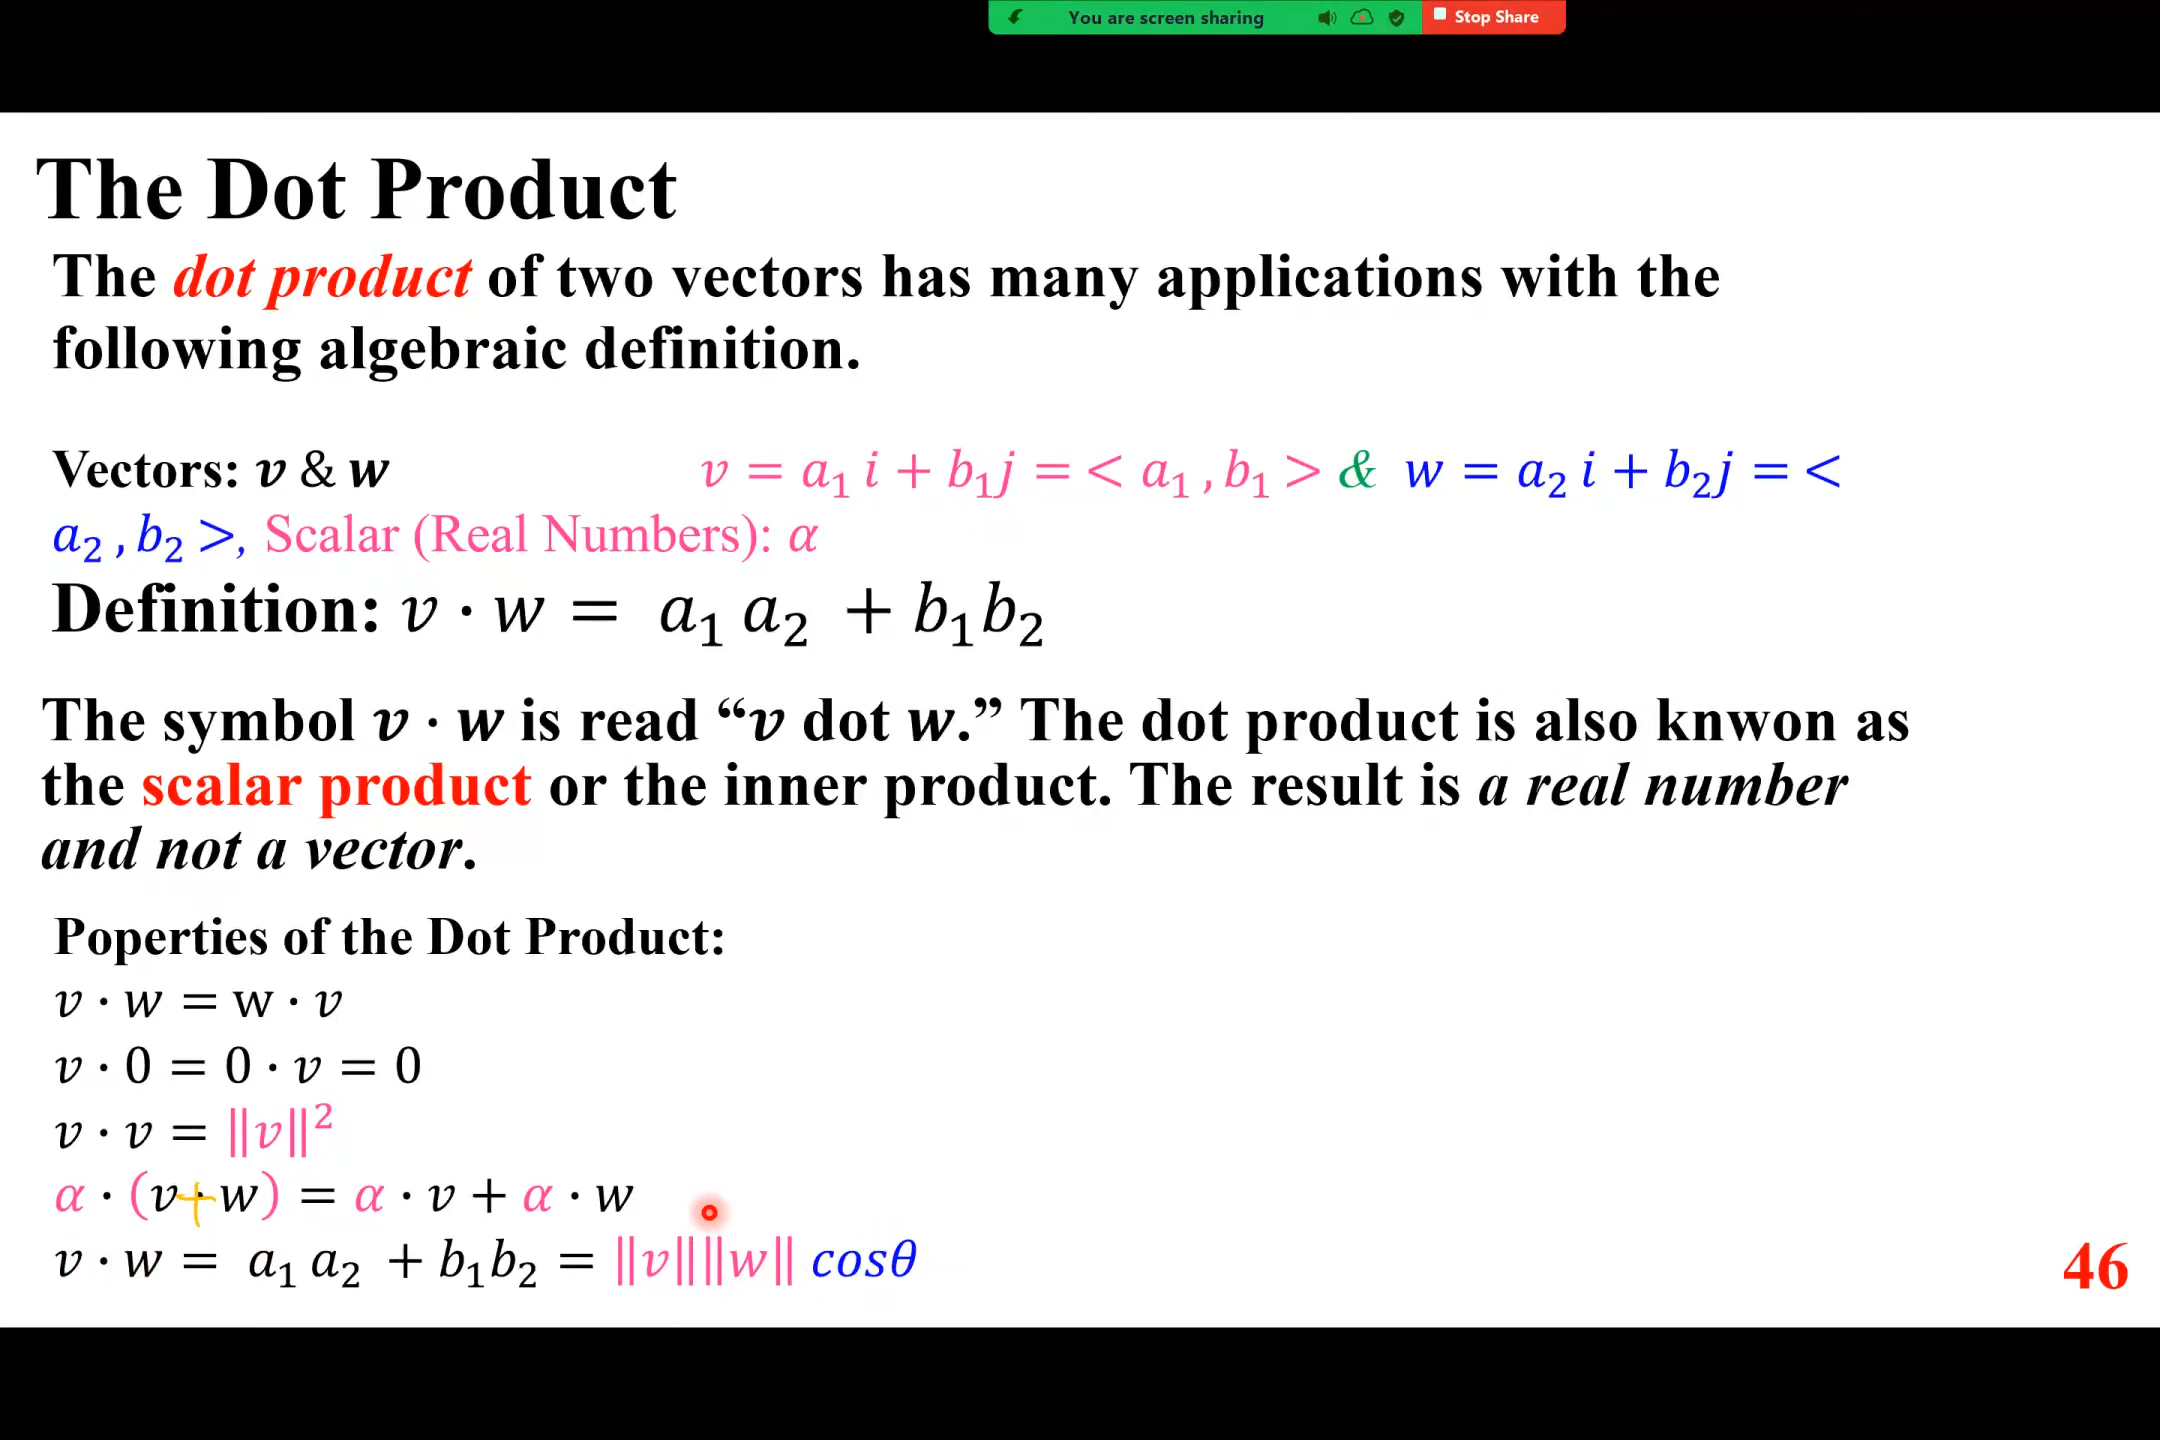 You are screen sharing Stop Share
The Dot Product
The dot product of two vectors has many applications with the
following algebraic definition.
Vectors: v & w v = a₁ i + b₁j = < a₁ , b₁ > & w = a₂ i + b₂j = <
a₂ , b₂ >, Scalar (Real Numbers): α
Definition: v · w = a₁ a₂ + b₁b₂
The symbol v · w is read “v dot w.” The dot product is also knwon as
the scalar product or the inner product. The result is a real number
and not a vector.
Poperties of the Dot Product:
v · w = w · v
v · 0 = 0 · v = 0
v · v = ‖v‖²
α · (v + w) = α · v + α · w
v · w = a₁ a₂ + b₁b₂ = ‖v‖‖w‖ cosθ
46